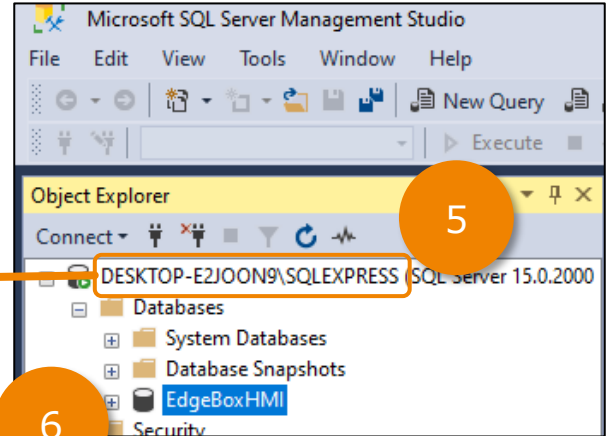 Microsoft SQL Server Management Studio
File Edit View Tools Window Help
New Query
Execute
Object Explorer
5
Connect
DESKTOP-E2JOON9\SQLEXPRESS (SQL Server 15.0.2000
Databases
System Databases
Database Snapshots
EdgeBoxHMI
6
Security